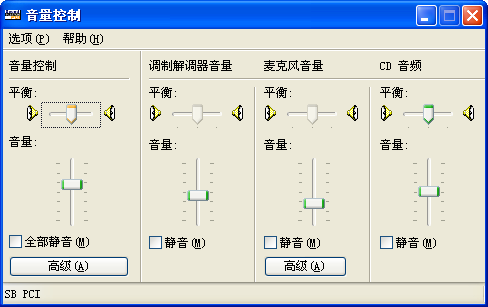 音量控制
选项(P) 帮助(H)
音量控制 调制解调器音量 麦克风音量 CD 音频
平衡: 平衡: 平衡: 平衡:
音量: 音量: 音量: 音量:
全部静音(M) 静音(M) 静音(M) 静音(M)
高级(A) 高级(A)
SB PCI